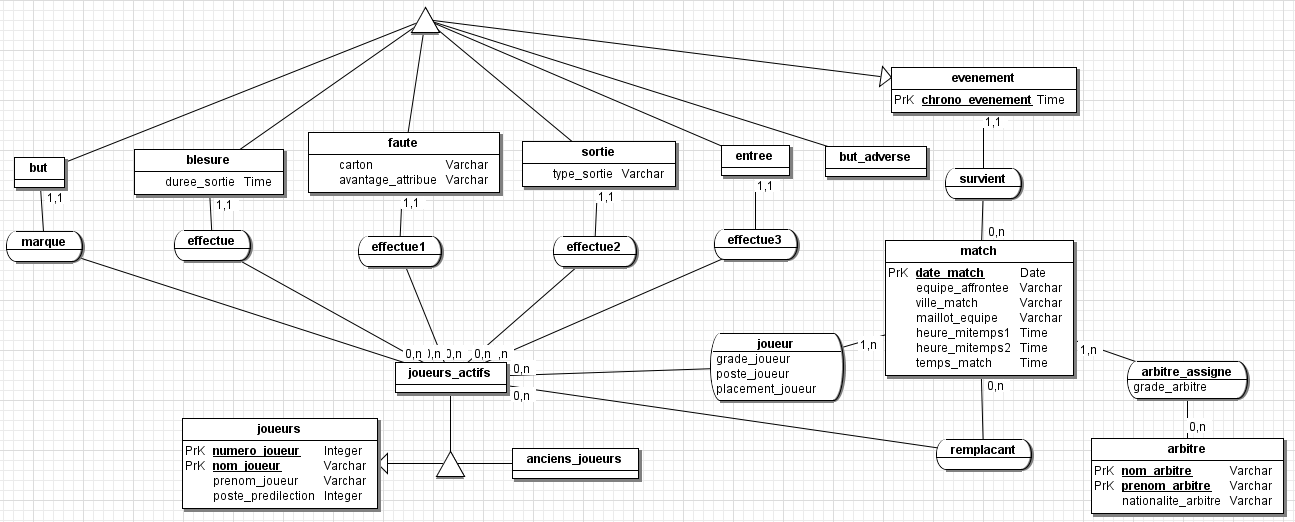 evenement
PrK chrono_evenement Time
1,1
but
blesure
duree_sortie Time
faute
carton Varchar
avantage_attribue Varchar
sortie
type_sortie Varchar
entree
but_adverse
1,1
1,1
1,1
1,1
1,1
survient
marque
effectue
effectue1
effectue2
effectue3
0,n
match
PrK date_match Date
equipe_affrontee Varchar
ville_match Varchar
maillot_equipe Varchar
heure_mitemps1 Time
heure_mitemps2 Time
temps_match Time
joueur
grade_joueur
poste_joueur
placement_joueur
1,n
1,n
0,n ),n 0,n 0,n ,n
joueurs_actifs
0,n
0,n
0,n
arbitre_assigne
grade_arbitre
0,n
joueurs
PrK numero_joueur Integer
PrK nom_joueur Varchar
prenom_joueur Varchar
poste_predilection Integer
anciens_joueurs
remplacant
arbitre
PrK nom_arbitre Varchar
PrK prenom_arbitre Varchar
nationalite_arbitre Varchar